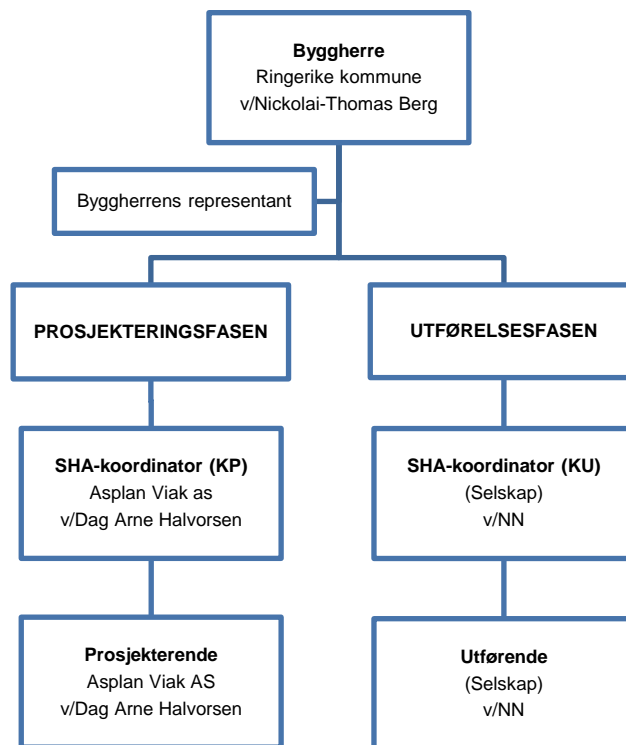 Byggherre
Ringerike kommune
v/Nickolai-Thomas Berg
Byggherrens representant
PROSJEKTERINGSFASEN
UTFØRELSESFASEN
SHA-koordinator (KP)
Asplan Viak as
v/Dag Arne Halvorsen
SHA-koordinator (KU)
(Selskap)
v/NN
Prosjekterende
Asplan Viak AS
v/Dag Arne Halvorsen
Utførende
(Selskap)
v/NN